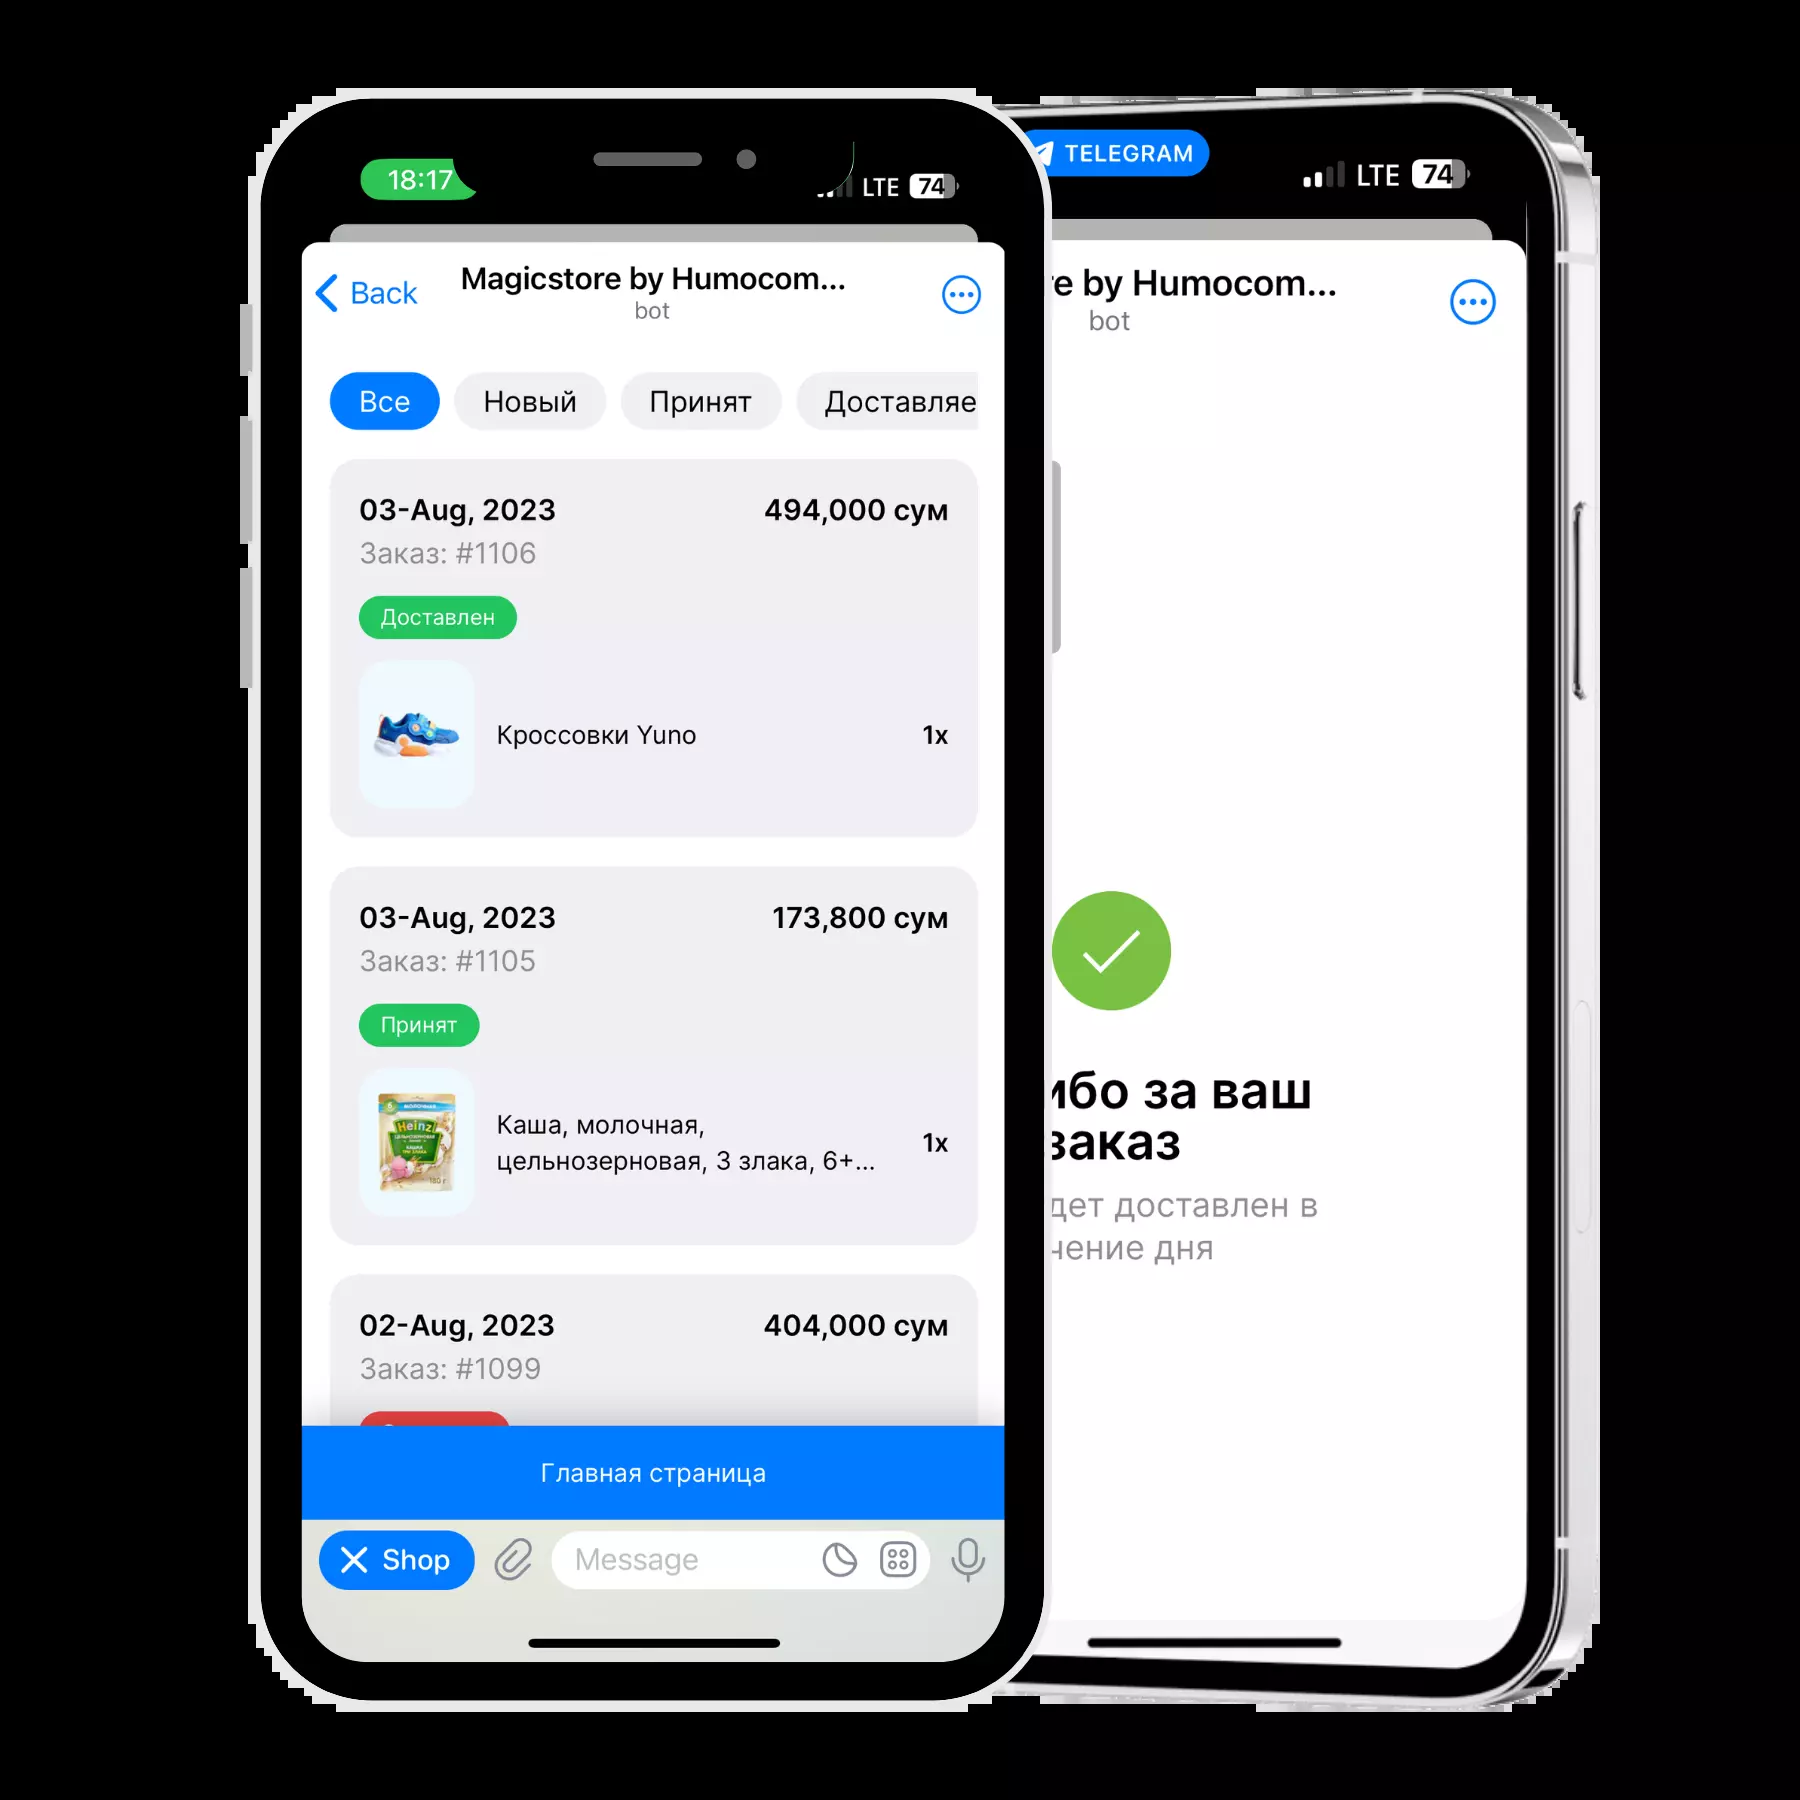 18:17
LTE 74
Back
Magicstore by Humocom...
bot
Все Новый Принят Доставляе
03-Aug, 2023 494,000 сум
Заказ: #1106
Доставлен
Кроссовки Yuno 1x
03-Aug, 2023 173,800 сум
Заказ: #1105
Принят
МОЛОЧНАЯ
Heinz
Каша, молочная,
цельнозерновая, 3 злака, 6+... 1x
02-Aug, 2023 404,000 сум
Заказ: #1099
Главная страница
Shop
Message
TELEGRAM
LTE 74
re by Humocom...
bot
ибо за ваш
заказ
дет доставлен в
чение дня